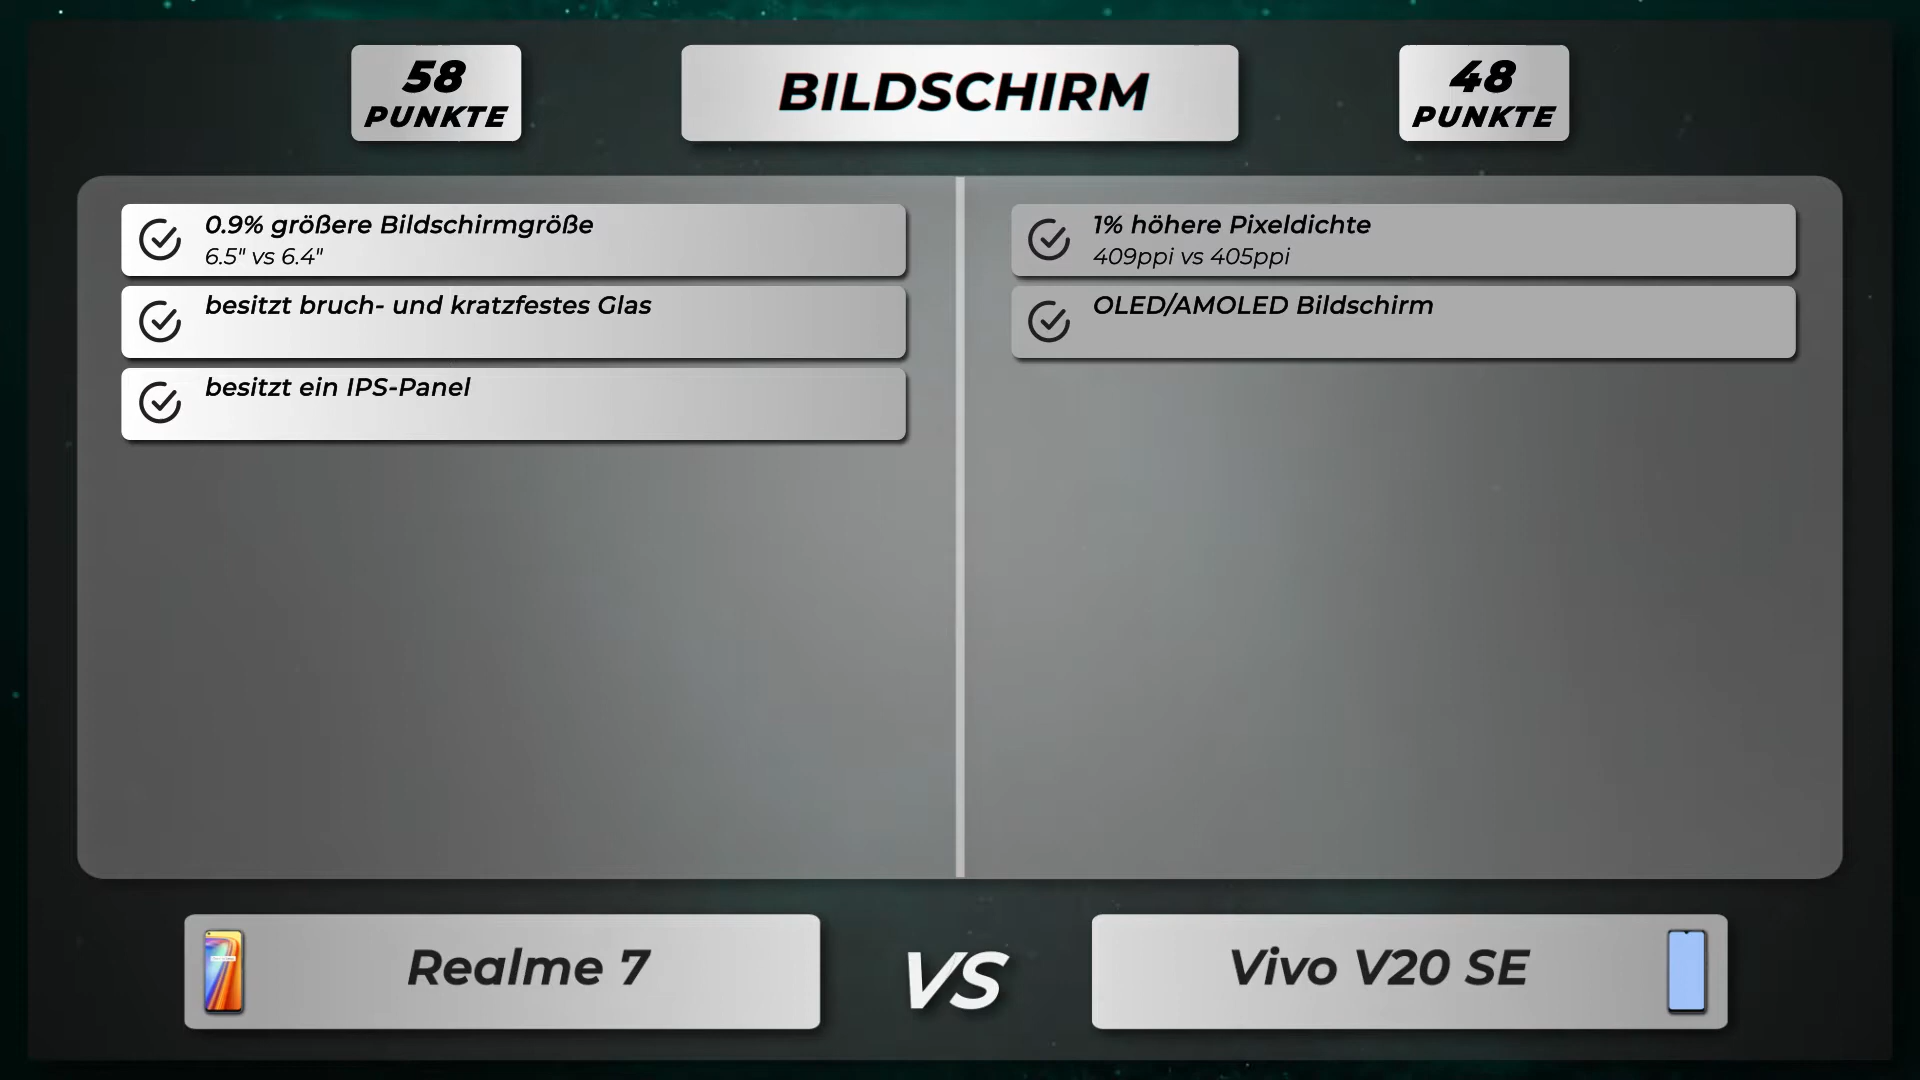 58
PUNKTE
BILDSCHIRM
48
PUNKTE
0.9% größere Bildschirmgröße
6.5" vs 6.4"
besitzt bruch- und kratzfestes Glas
besitzt ein IPS-Panel
1% höhere Pixeldichte
409ppi vs 405ppi
OLED/AMOLED Bildschirm
Realme 7
VS
Vivo V20 SE